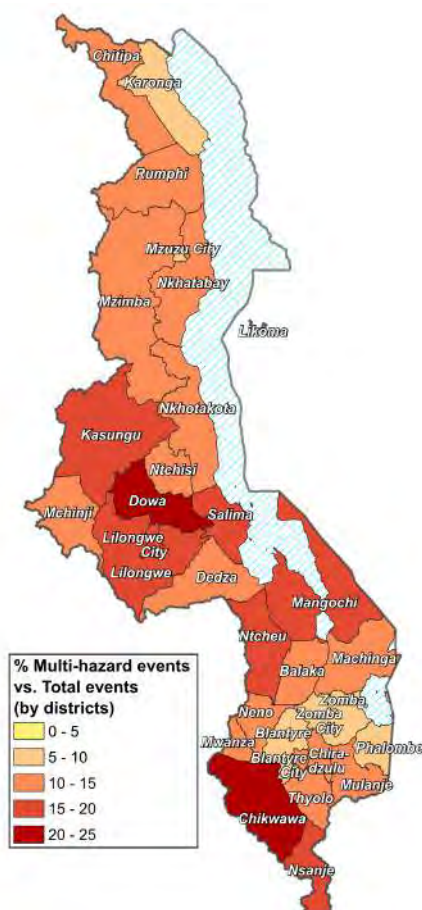 Chitipa
Karonga
Rumphi
Mzuzu City
Nkhatabay
Mzimba
Likoma
Nkhotakota
Kasungu
Ntchisi
Dowa
Mchinji
Salima
Lilongwe
City
Lilongwe
Dedza
Mangochi
Ntcheu
Machinga
Balaka
Zomba
Neno
Zomba
City
Blantyre
Mwanza
Phalombe
Blantyre
City
Chira-
dzulu
Mulanje
Thyolo
Chikwawa
Nsanje
% Multi-hazard events
vs. Total events
(by districts)
0 - 5
5 - 10
10 - 15
15 - 20
20 - 25